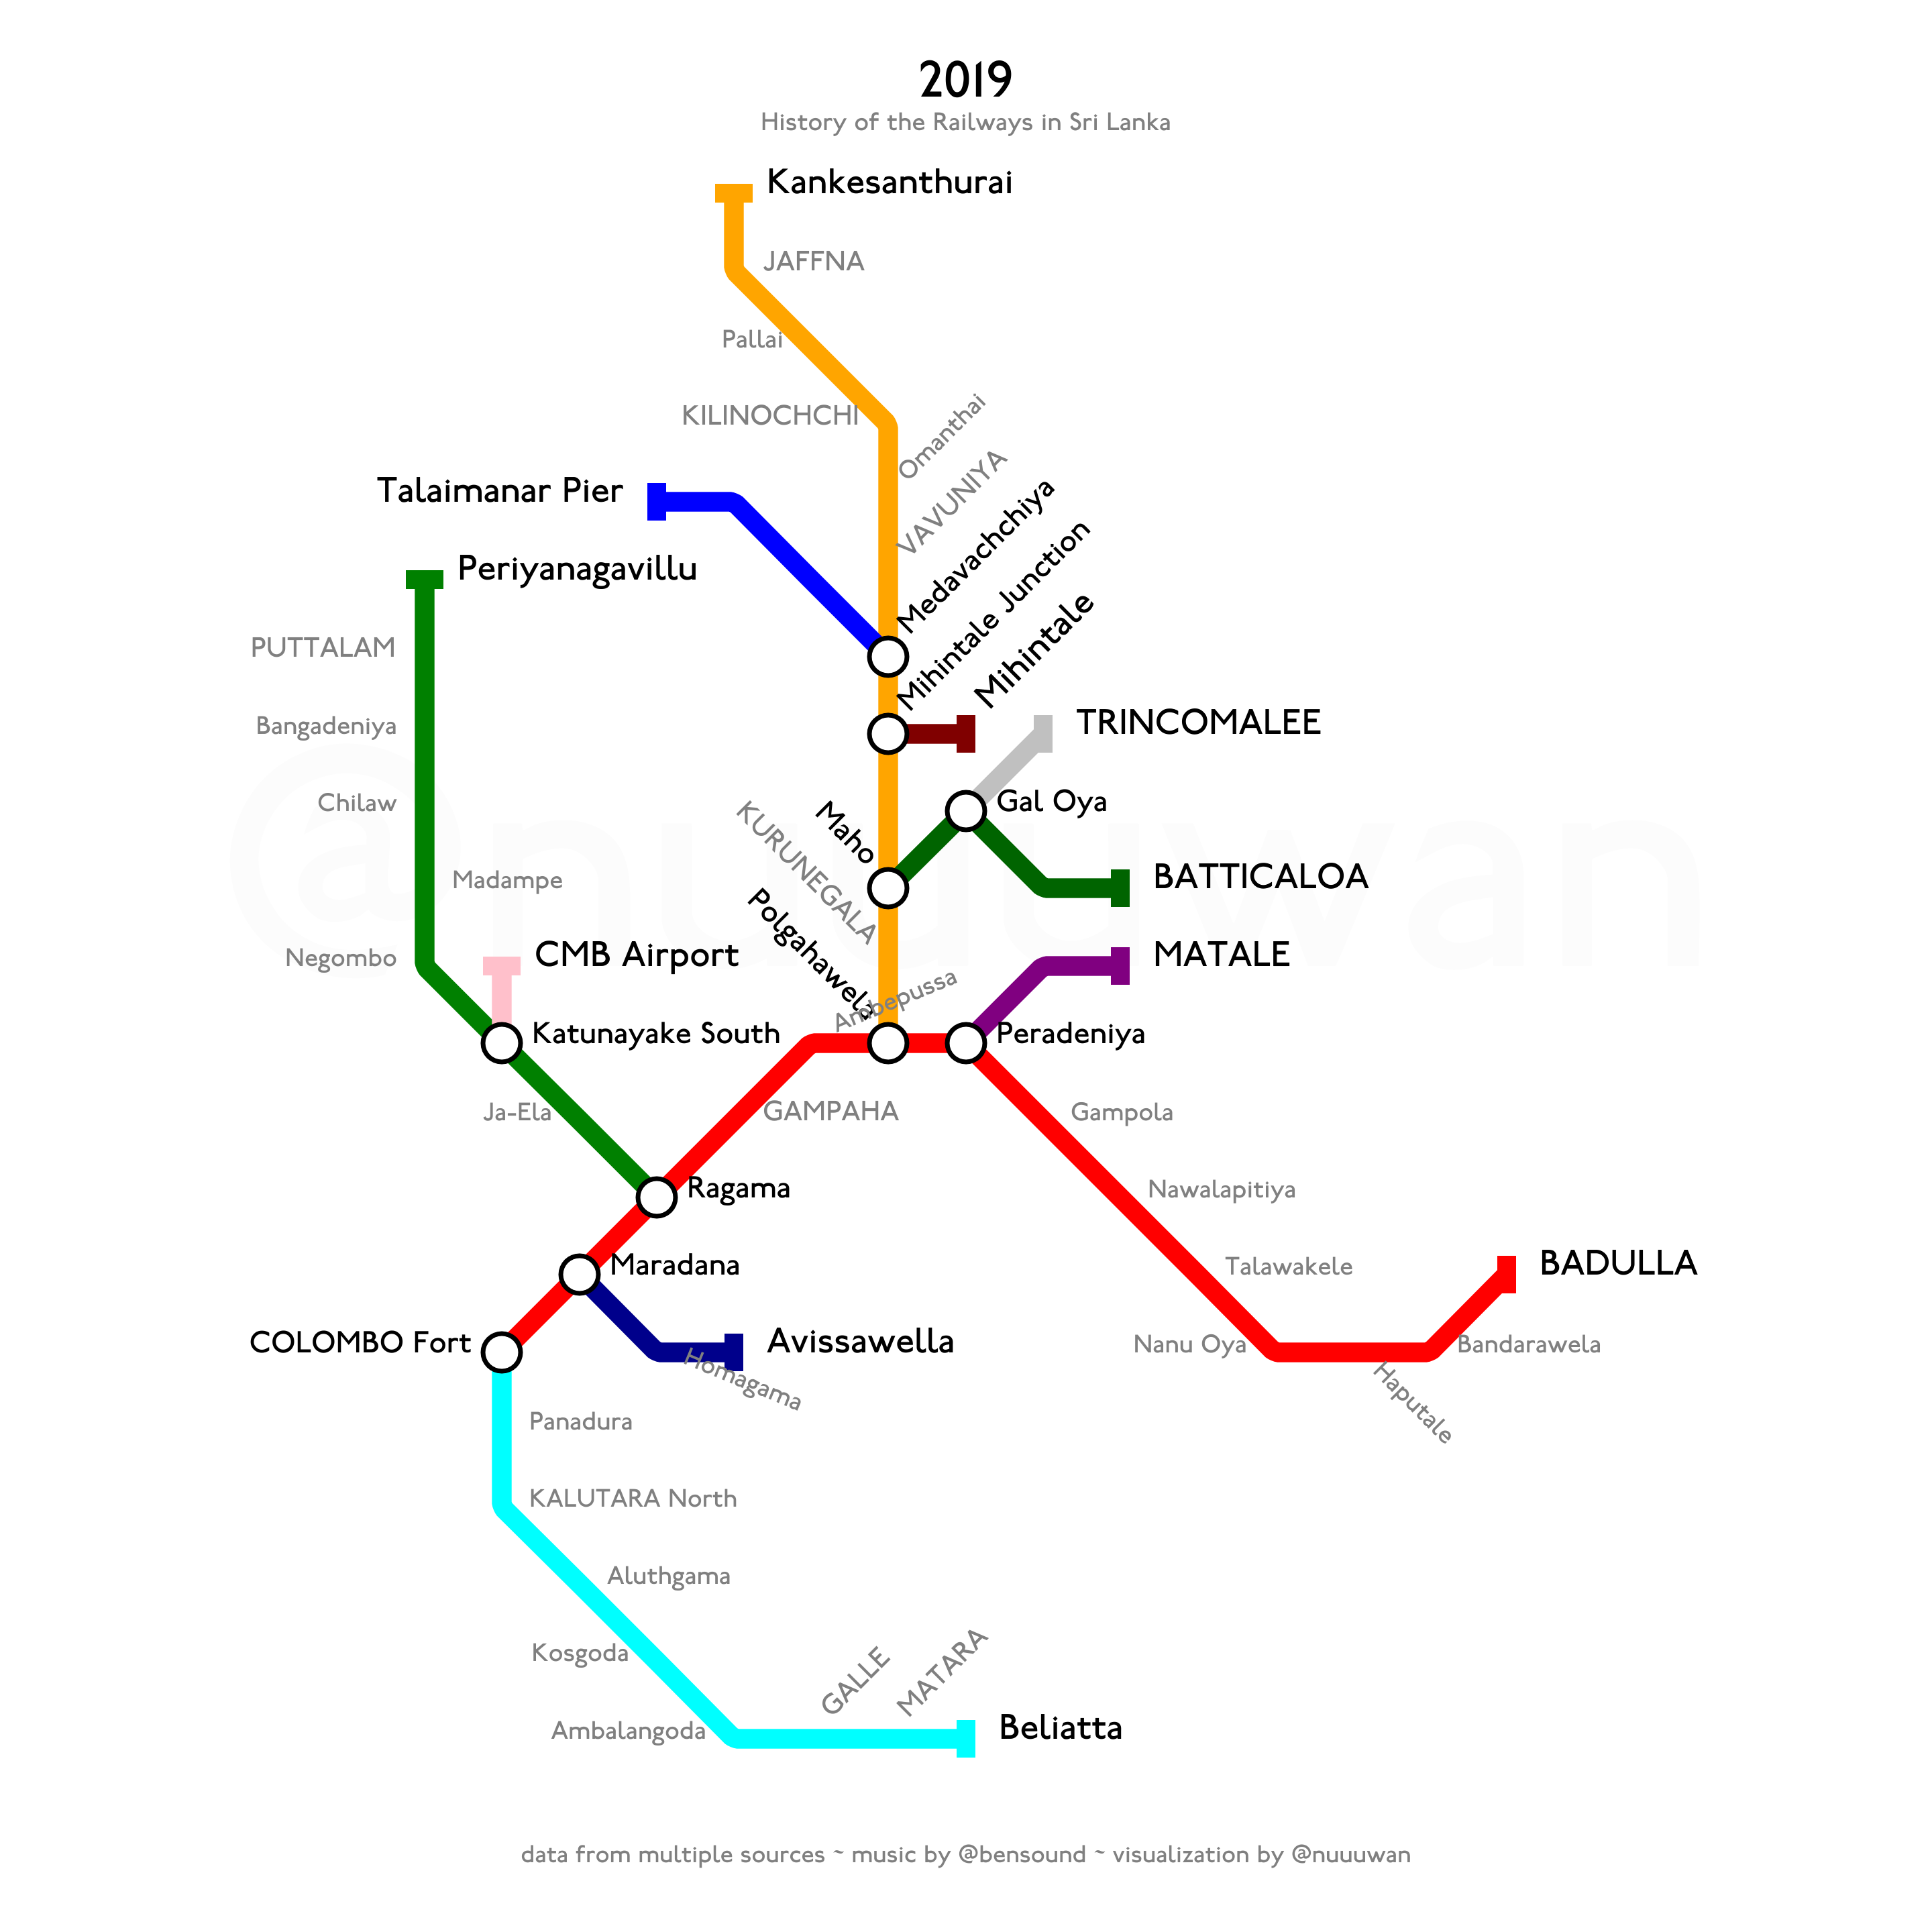 2019
History of the Railways in Sri Lanka
Kankesanthurai
JAFFNA
Pallai
KILINOCHCHI
Omanthai
VAVUNIYA
Talaimanar Pier
Medavachchiya
Periyanagavillu
Mihintale Junction
Mihintale
PUTTALAM
Bangadeniya
TRINCOMALEE
Chilaw
Maho
Gal Oya
KURUNEGALA
Madampe
BATTICALOA
Polgahawela
Negombo
CMB Airport
Ambepussa
MATALE
Katunayake South
Peradeniya
Ja-Ela
GAMPAHA
Gampola
Ragama
Nawalapitiya
Maradana
Talawakele
BADULLA
COLOMBO Fort
Avissawella
Homagama
Nanu Oya
Haputale
Bandarawela
Panadura
KALUTARA North
Aluthgama
Kosgoda
GALLE
MATARA
Ambalangoda
Beliatta
@nuuuwan
data from multiple sources ~ music by @bensound ~ visualization by @nuuuwan